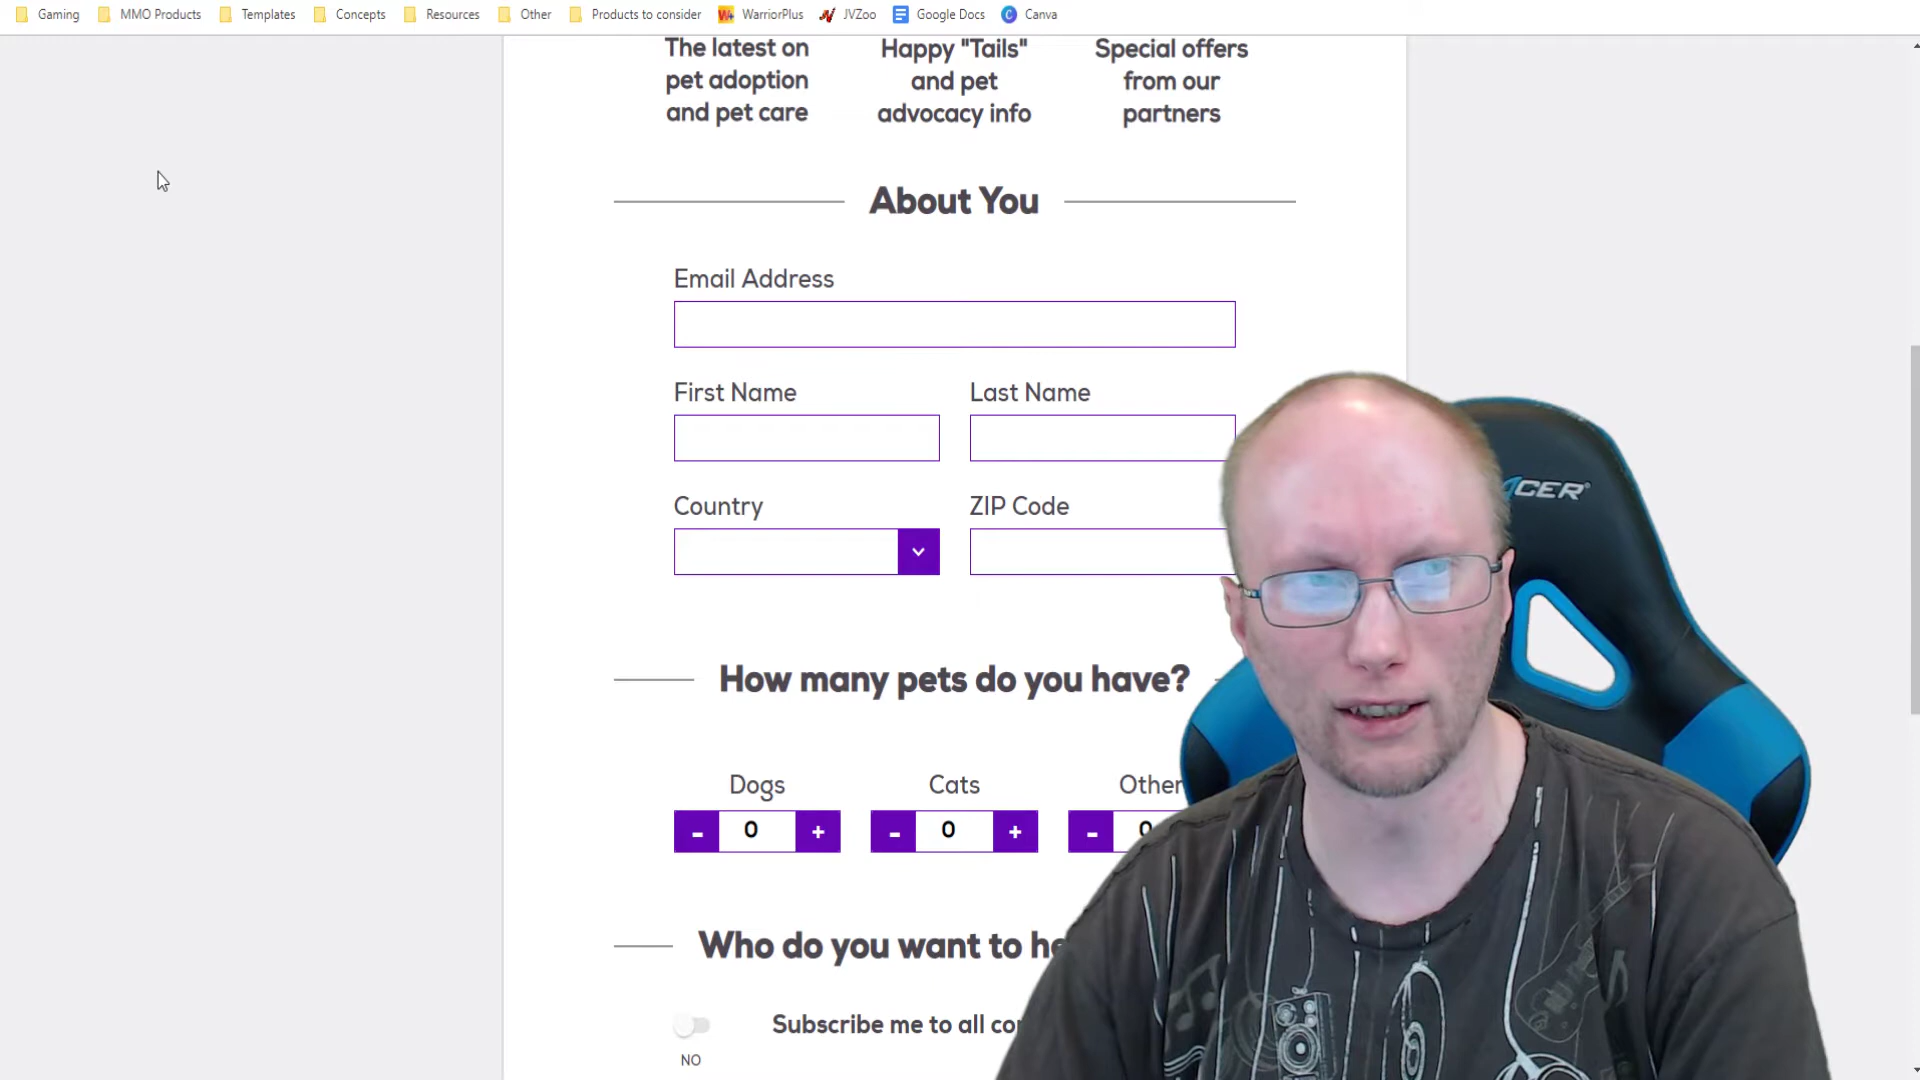 Gaming MMO Products Templates Concepts Resources Other Products to consider WarriorPlus JVZoo Google Docs Canva
The latest on
pet adoption
and pet care
Happy "Tails"
and pet
advocacy info
Special offers
from our
partners
About You
Email Address
First Name Last Name
Country ZIP Code
How many pets do you have?
Dogs Cats Other
- 0 + - 0 + - 0
Who do you want to he
Subscribe me to all co
NO
CER